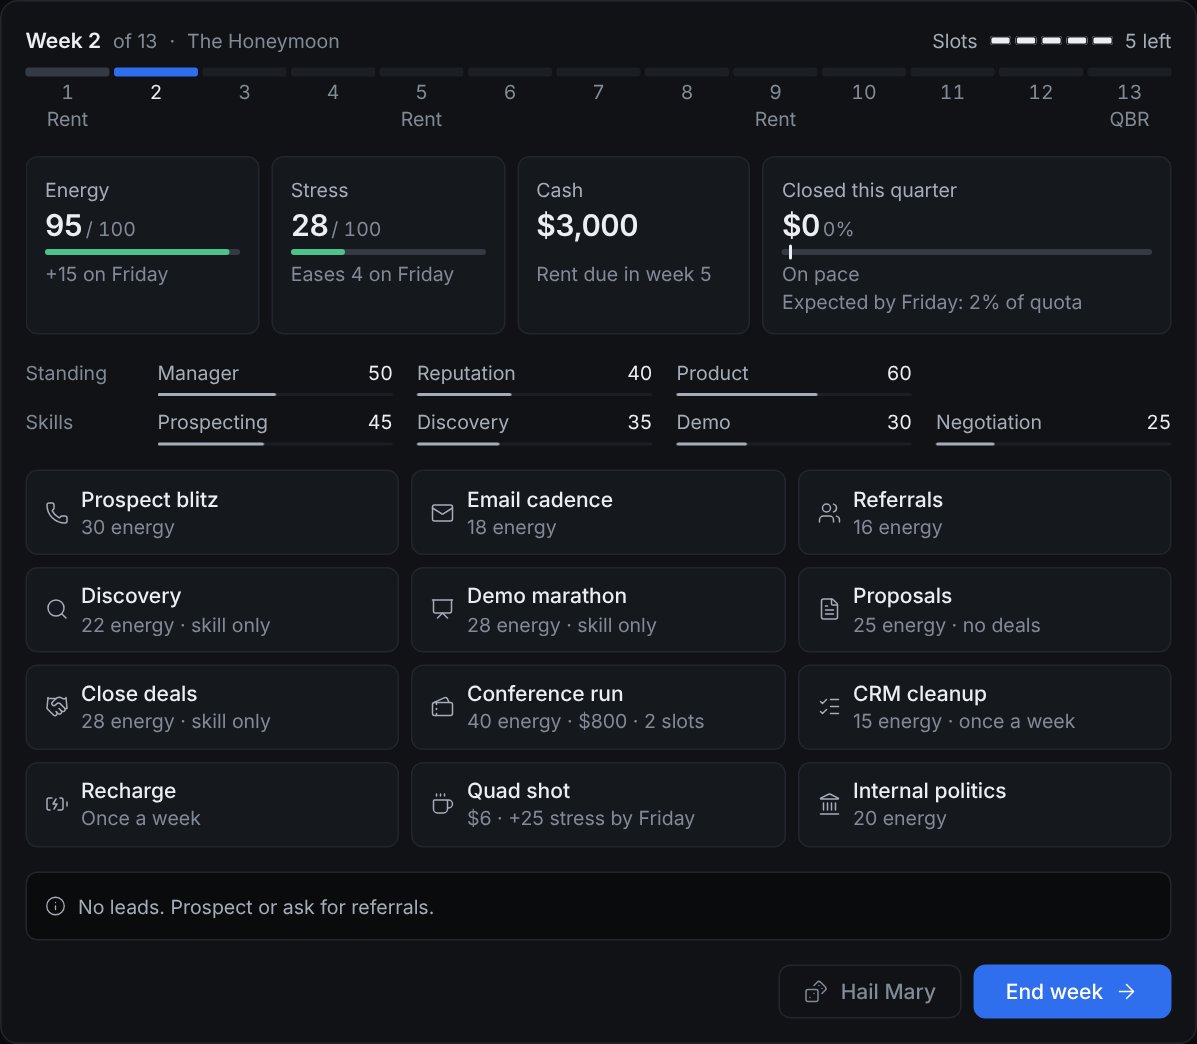 Week 2 of 13 · The Honeymoon
Slots 5 left
1 2 3 4 5 6 7 8 9 10 11 12 13
Rent Rent Rent QBR
Energy
95 / 100
+15 on Friday
Stress
28 / 100
Eases 4 on Friday
Cash
$3,000
Rent due in week 5
Closed this quarter
$0 0%
On pace
Expected by Friday: 2% of quota
Standing Manager 50 Reputation 40 Product 60
Skills Prospecting 45 Discovery 35 Demo 30 Negotiation 25
Prospect blitz
30 energy
Email cadence
18 energy
Referrals
16 energy
Discovery
22 energy · skill only
Demo marathon
28 energy · skill only
Proposals
25 energy · no deals
Close deals
28 energy · skill only
Conference run
40 energy · $800 · 2 slots
CRM cleanup
15 energy · once a week
Recharge
Once a week
Quad shot
$6 · +25 stress by Friday
Internal politics
20 energy
No leads. Prospect or ask for referrals.
Hail Mary
End week →